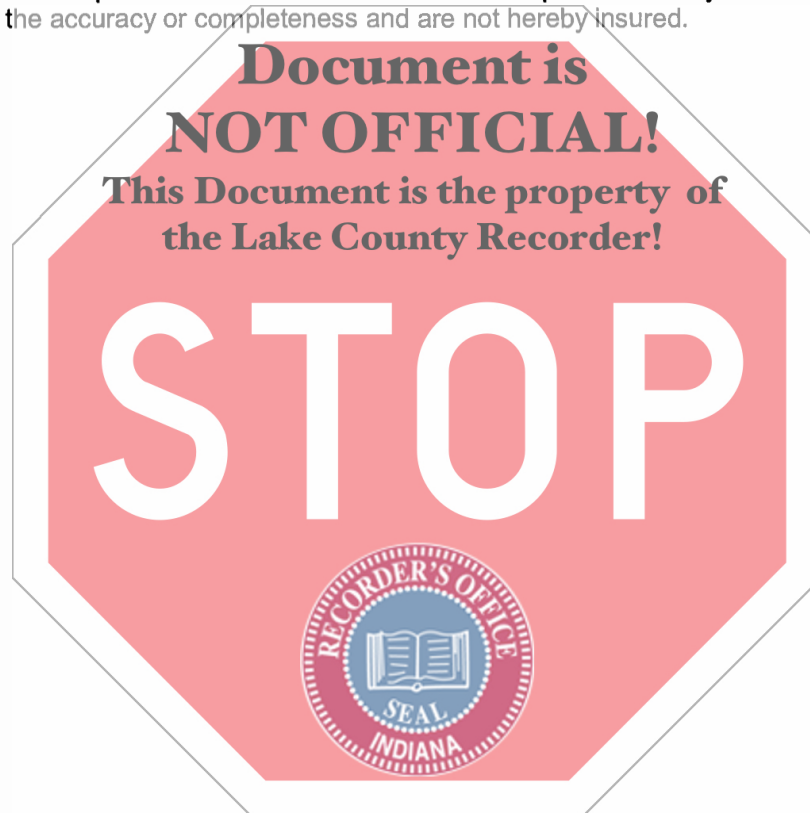 the accuracy or completeness and are not hereby insured.
Document is
NOT OFFICIAL!
This Document is the property of
the Lake County Recorder!
STOP
RECORDER'S OFFICE
SEAL
INDIANA